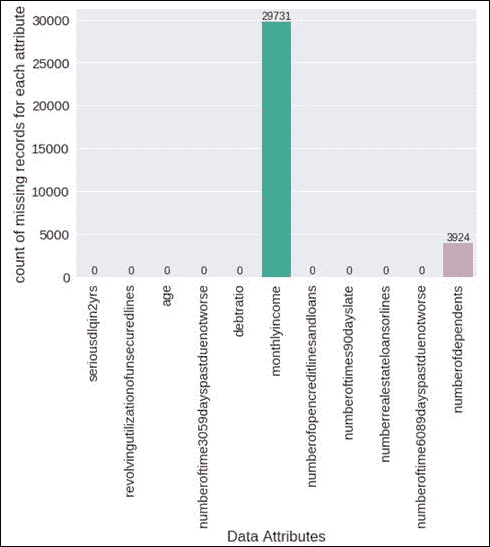 count of missing records for each attribute
30000
25000
20000
15000
10000
5000
0
0
0
0
0
0
29731
0
0
0
0
3924
seriousdlqin2yrs
revolvingutilizationofunsecuredlines
age
numberoftime3059dayspastduenotworse
debtratio
monthlyincome
numberofopencreditlinesandloans
numberoftimes90dayslate
numberrealestateloansorlines
numberoftime6089dayspastduenotworse
numberofdependents
Data Attributes